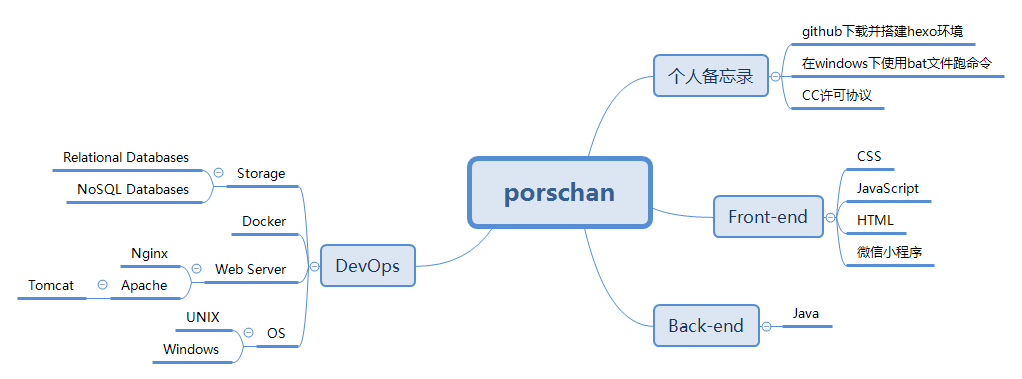 porschan
个人备忘录
github下载并搭建hexo环境
在windows下使用bat文件跑命令
CC许可协议
Front-end
CSS
JavaScript
HTML
微信小程序
Back-end
Java
DevOps
Storage
Relational Databases
NoSQL Databases
Docker
Web Server
Nginx
Apache
Tomcat
OS
UNIX
Windows